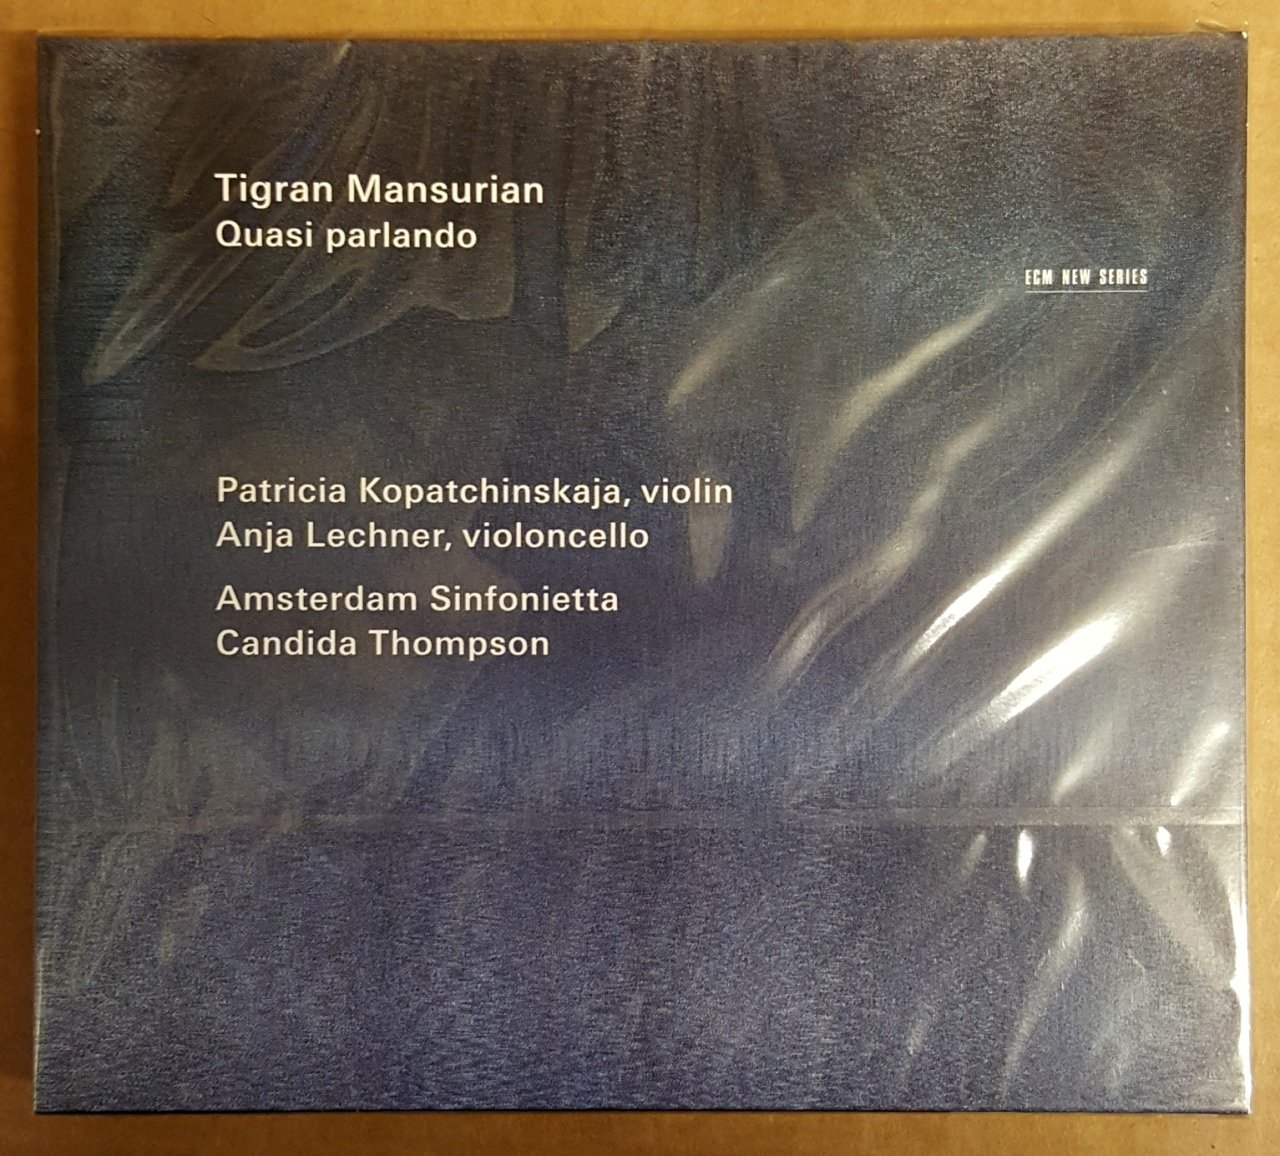 Tigran Mansurian
Quasi parlando
ECM NEW SERIES
Patricia Kopatchinskaja, violin
Anja Lechner, violoncello
Amsterdam Sinfonietta
Candida Thompson